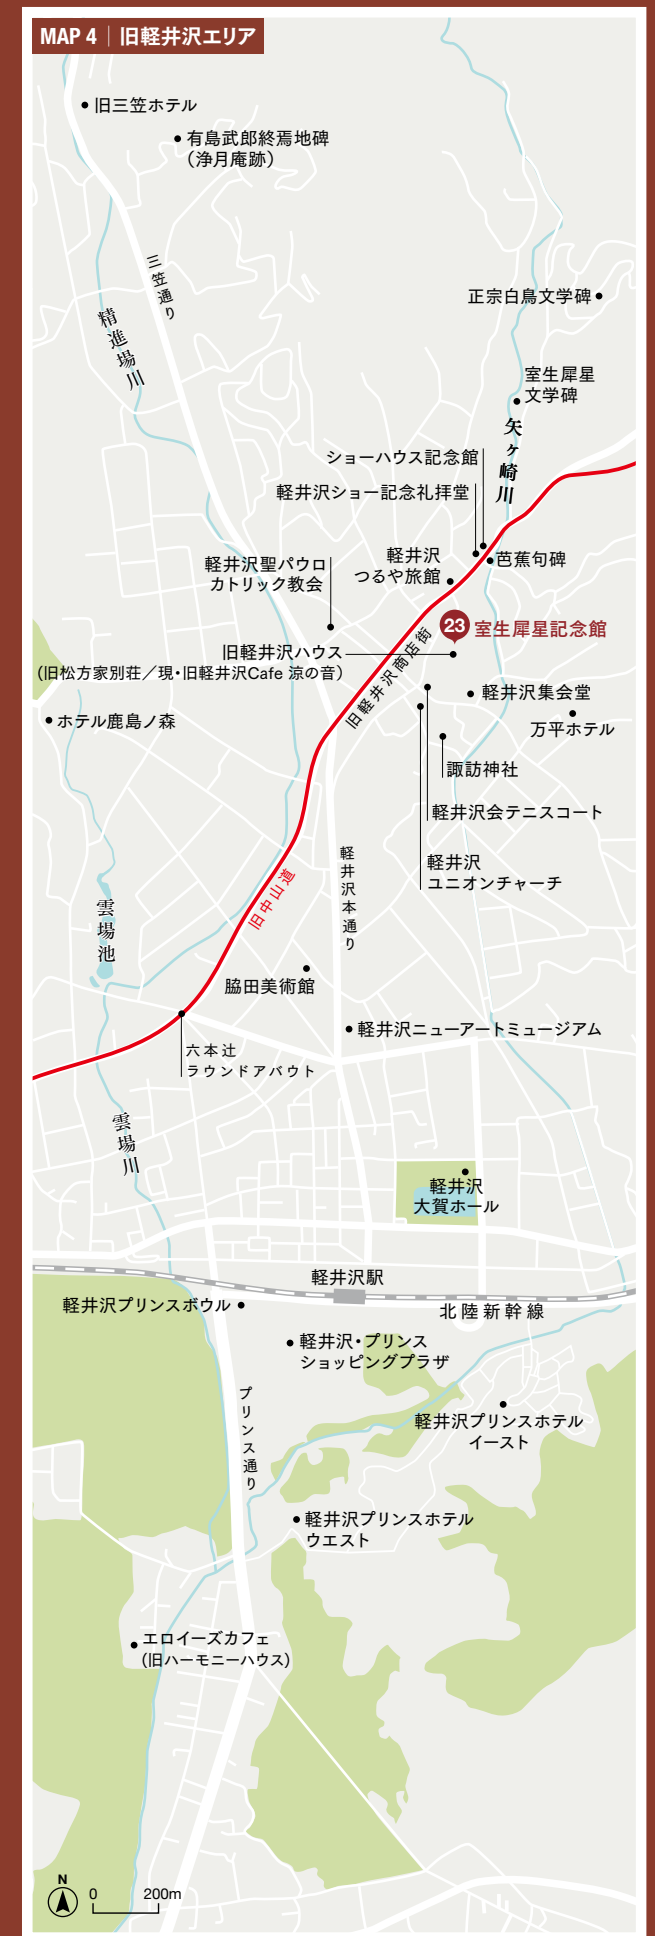 MAP 4｜旧軽井沢エリア
旧三笠ホテル
有島武郎終焉地碑
（浄月庵跡）
三笠通り
精進場川
正宗白鳥文学碑
室生犀星
文学碑
矢ヶ崎川
ショーハウス記念館
軽井沢ショー記念礼拝堂
軽井沢
つるや旅館
芭蕉句碑
軽井沢聖パウロ
カトリック教会
23 室生犀星記念館
旧軽井沢ハウス
(旧松方家別荘／現・旧軽井沢Cafe 涼の音）
旧軽井沢商店街
軽井沢集会堂
ホテル鹿島ノ森
万平ホテル
諏訪神社
軽井沢会テニスコート
軽井沢
ユニオンチャーチ
軽井沢本通り
旧中山道
雲場池
脇田美術館
軽井沢ニューアートミュージアム
六本辻
ラウンドアバウト
雲場川
軽井沢
大賀ホール
軽井沢駅
軽井沢プリンスボウル
北陸新幹線
軽井沢・プリンス
ショッピングプラザ
プリンス通り
軽井沢プリンスホテル
イースト
軽井沢プリンスホテル
ウエスト
エロイーズカフェ
(旧ハーモニーハウス)
N
0 200m